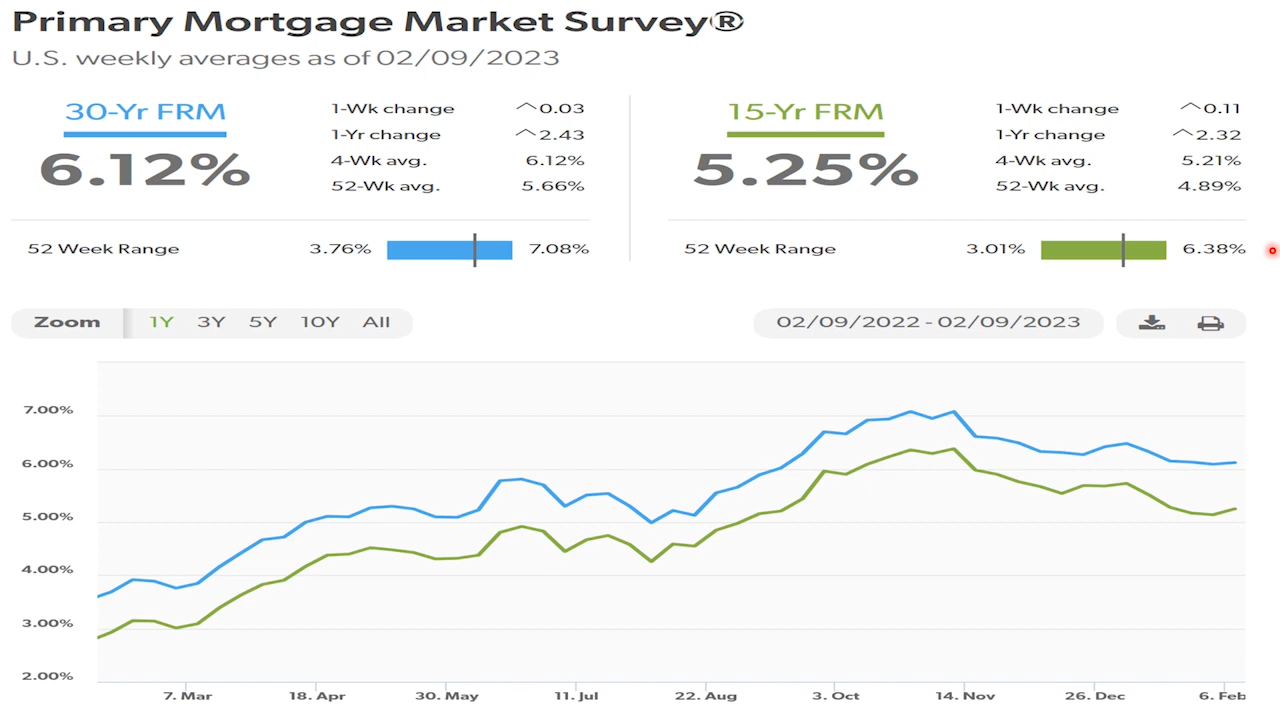 Primary Mortgage Market Survey®
U.S. weekly averages as of 02/09/2023
30-Yr FRM
6.12%
1-Wk change 0.03
1-Yr change 2.43
4-Wk avg. 6.12%
52-Wk avg. 5.66%
52 Week Range 3.76% 7.08%
15-Yr FRM
5.25%
1-Wk change 0.11
1-Yr change 2.32
4-Wk avg. 5.21%
52-Wk avg. 4.89%
52 Week Range 3.01% 6.38%
Zoom 1Y 3Y 5Y 10Y All
02/09/2022 - 02/09/2023
7.00%
6.00%
5.00%
4.00%
3.00%
2.00%
7. Mar 18. Apr 30. May 11. Jul 22. Aug 3. Oct 14. Nov 26. Dec 6. Feb